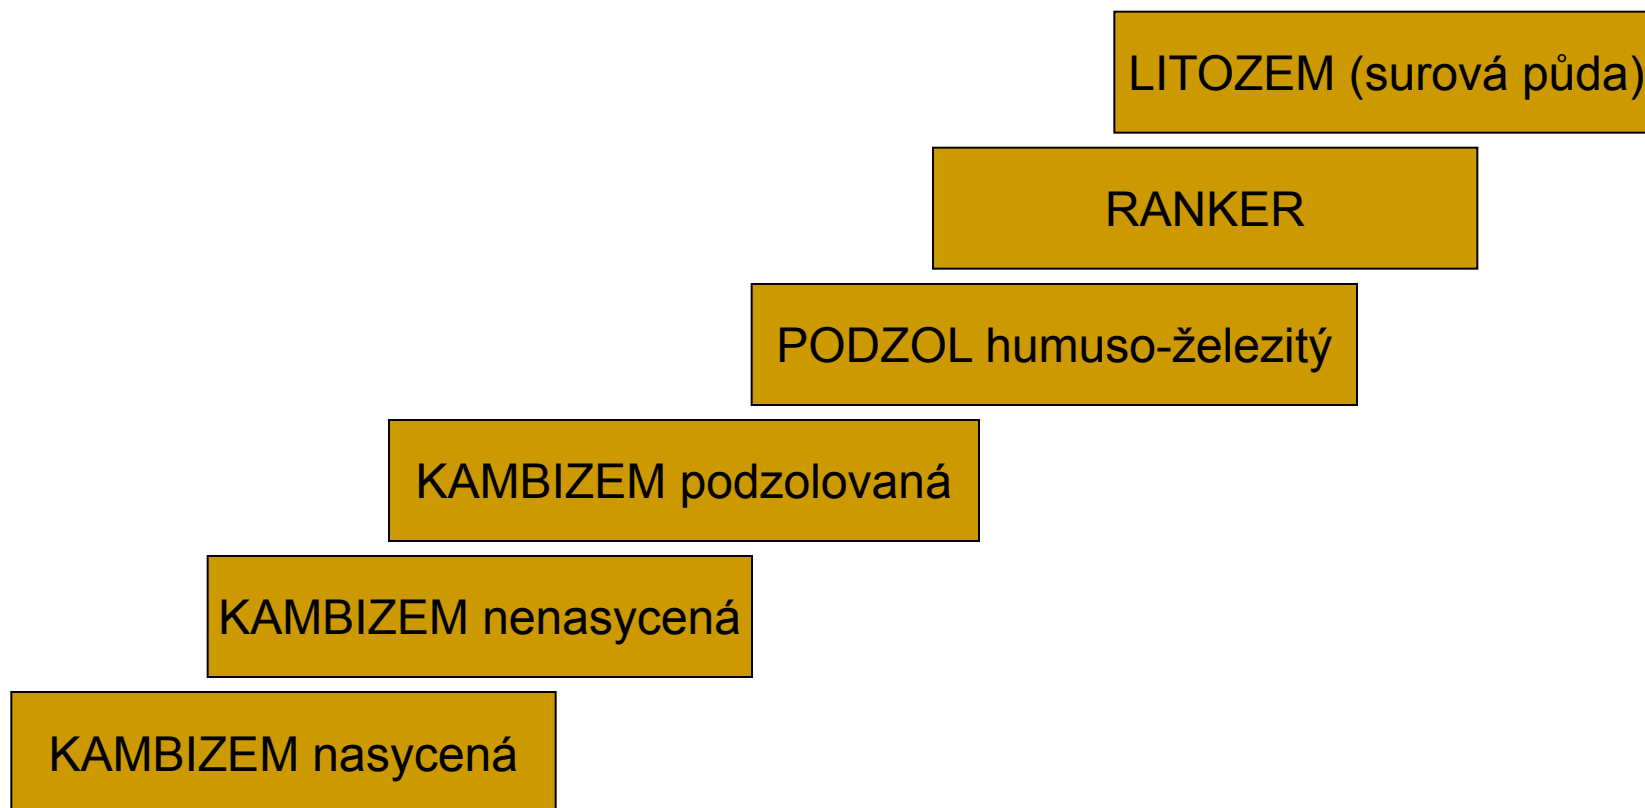 LITOZEM (surová půda)
RANKER
PODZOL humuso-železitý
KAMBIZEM podzolovaná
KAMBIZEM nenasycená
KAMBIZEM nasycená